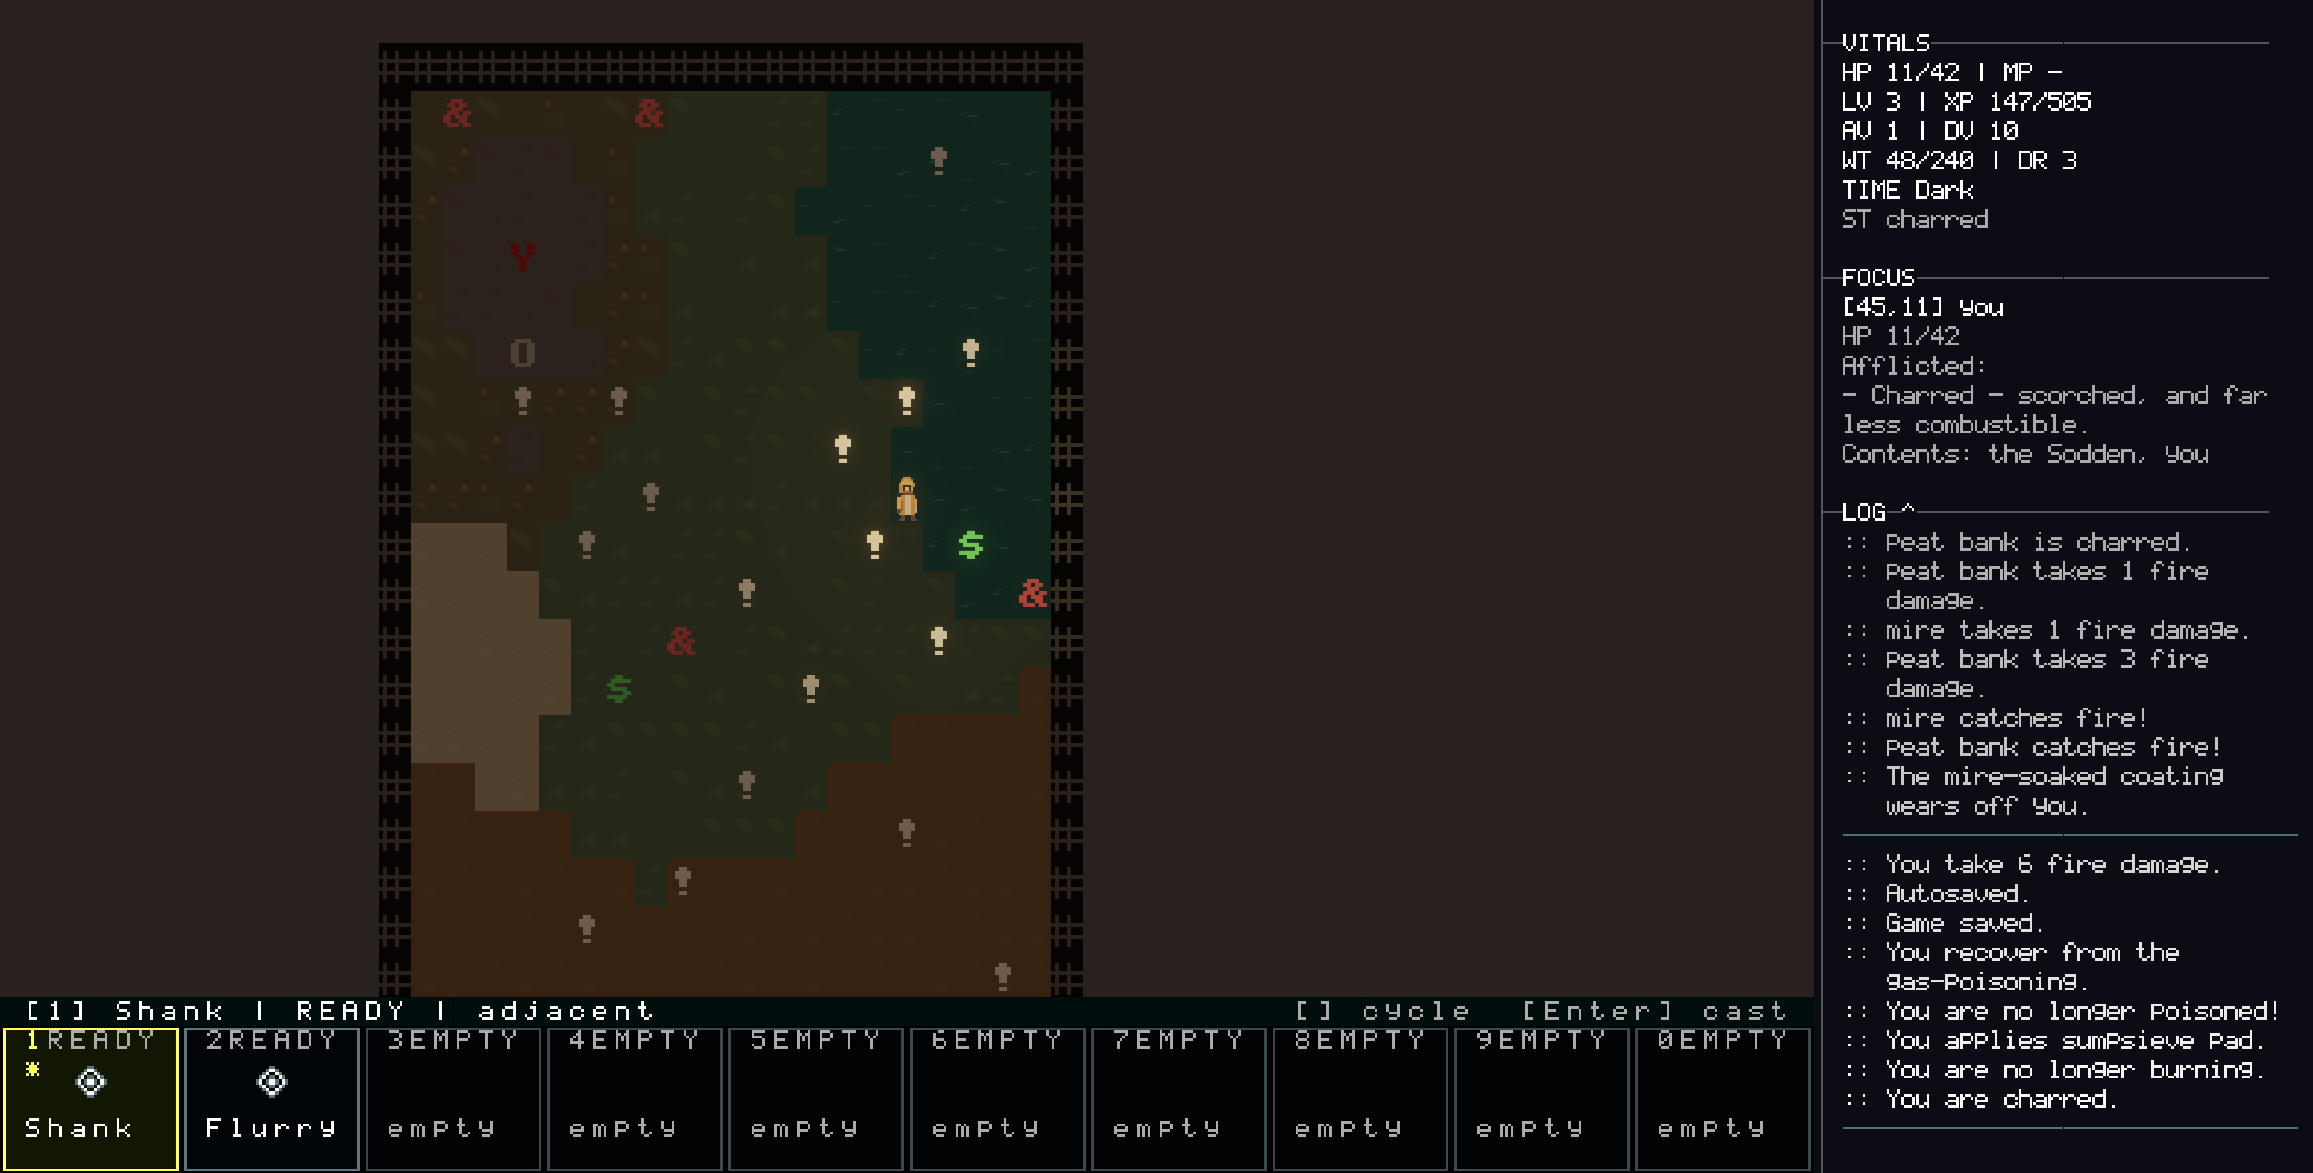 VITALS
HP 11/42 | MP -
LV 3 | XP 147/505
AV 1 | DV 10
WT 48/240 | DR 3
TIME Dark
ST charred
FOCUS
[45,11] You
HP 11/42
Afflicted:
- Charred - scorched, and far
less combustible.
Contents: the Sodden, You
LOG ^
:: Peat bank is charred.
:: Peat bank takes 1 fire
damage.
:: mire takes 1 fire damage.
:: Peat bank takes 3 fire
damage.
:: mire catches fire!
:: Peat bank catches fire!
:: The mire-soaked coating
wears off You.
:: You take 6 fire damage.
:: Autosaved.
:: Game saved.
:: You recover from the
gas-poisoning.
:: You are no longer poisoned!
:: You applies sumpsieve pad.
:: You are no longer burning.
:: You are charred.
& &
Y
O
$
&
&
$
[1] Shank | READY | adjacent [] cycle [Enter] cast
1READY 2READY 3EMPTY 4EMPTY 5EMPTY 6EMPTY 7EMPTY 8EMPTY 9EMPTY 0EMPTY
Shank Flurry empty empty empty empty empty empty empty empty